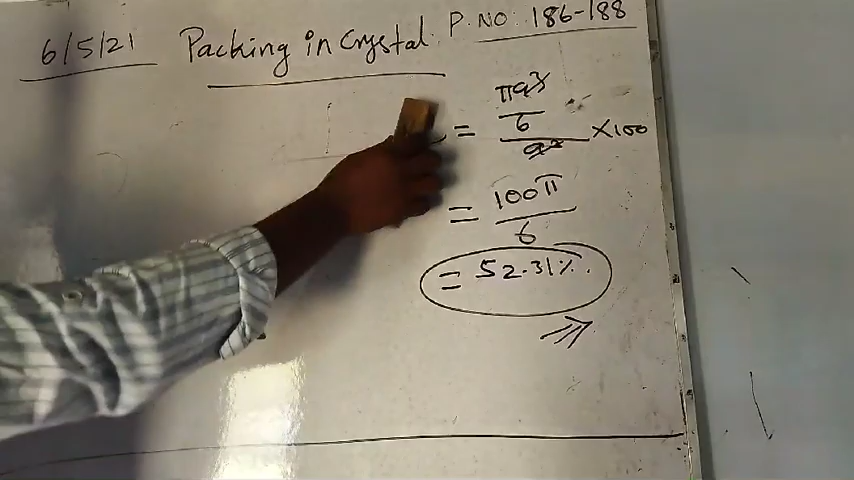 6/5/21 Packing in Crystal. P.NO: 186-188
= πa³/6 / a³ ×100
= 100π/6
= 52.31%.